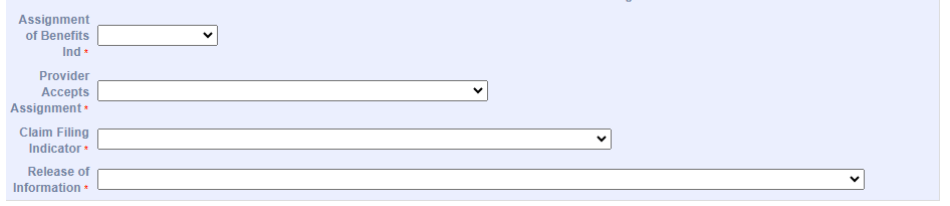 Assignment
of Benefits
Ind *
Provider
Accepts
Assignment *
Claim Filing
Indicator *
Release of
Information *